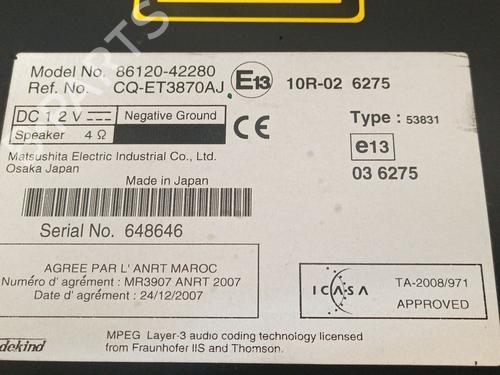 Model No. 86120-42280
Ref. No. CQ-ET3870AJ
E13
10R-02 6275
DC 12V
Negative Ground
Speaker 4Ω
CE
Type : 53831
e13
03 6275
Matsushita Electric Industrial Co., Ltd.
Osaka Japan
Made in Japan
Serial No. 648646
AGREE PAR L' ANRT MAROC
Numéro d' agrément : MR3907 ANRT 2007
Date d' agrément : 24/12/2007
ICASA
TA-2008/971
APPROVED
MPEG Layer-3 audio coding technology licensed
from Fraunhofer IIS and Thomson.